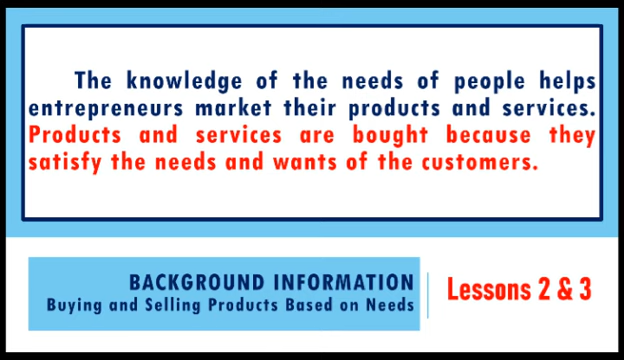 The knowledge of the needs of people helps
entrepreneurs market their products and services.
Products and services are bought because they
satisfy the needs and wants of the customers.
BACKGROUND INFORMATION
Buying and Selling Products Based on Needs
Lessons 2 & 3